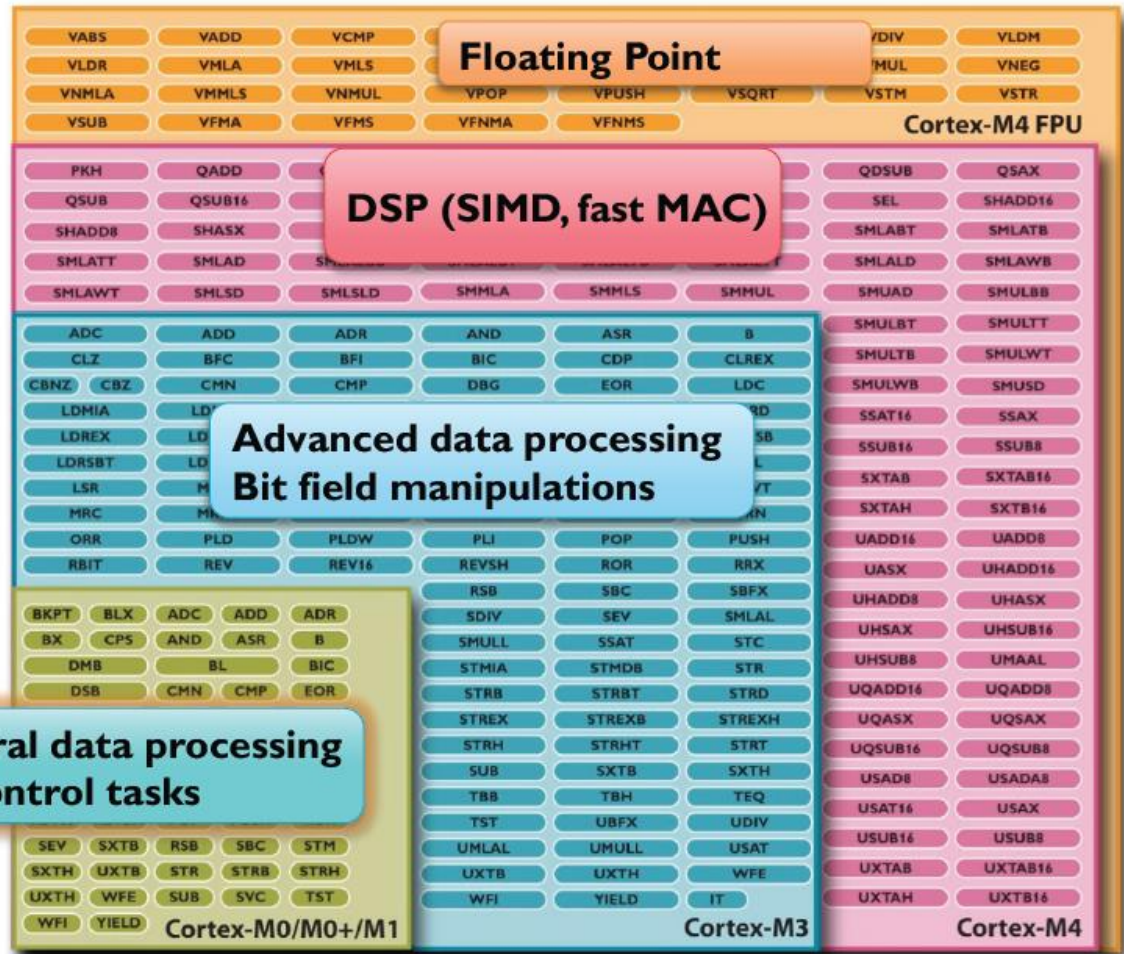 VABS VADD VCMP VLDM
VLDR VMLA VMLS VNEG
Floating Point
VNMLA VMMLS VNMUL VPOP VPUSH VSQRT VSTM VSTR
VSUB VFMA VFMS VFNMA VFNMS
Cortex-M4 FPU
PKH QADD QDSUB QSAX
QSUB QSUB16 SEL SHADD16
DSP (SIMD, fast MAC)
SHADD8 SHASX SMLABT SMLATB
SMLATT SMLAD SMLALD SMLAWB
SMLAWT SMLSD SMLSLD SMMLA SMMLS SMMUL SMUAD SMULBB
SMULBT SMULTT
SMULTB SMULWT
SMULWB SMUSD
SSAT16 SSAX
SSUB16 SSUB8
SXTAB SXTAB16
SXTAH SXTB16
UADD16 UADD8
UASX UHADD16
UHADD8 UHASX
UHSAX UHSUB16
UHSUB8 UMAAL
UQADD16 UQADD8
UQASX UQSAX
UQSUB16 UQSUB8
USAD8 USADA8
USAT16 USAX
USUB16 USUB8
UXTAB UXTAB16
UXTAH UXTB16
Cortex-M4
ADC ADD ADR AND ASR B
CLZ BFC BFI BIC CDP CLREX
CBNZ CBZ CMN CMP DBG EOR LDC
LDMIA
LDREX
LDRSBT
LSR
MRC
Advanced data processing
Bit field manipulations
ORR PLD PLDW PLI POP PUSH
RBIT REV REV16 REVSH ROR RRX
RSB SBC SBFX
SDIV SEV SMLAL
SMULL SSAT STC
STMIA STMDB STR
STRB STRBT STRD
STREX STREXB STREXH
STRH STRHT STRT
SUB SXTB SXTH
TBB TBH TEQ
TST UBFX UDIV
UMLAL UMULL USAT
UXTB UXTH WFE
WFI YIELD IT
Cortex-M3
BKPT BLX ADC ADD ADR
BX CPS AND ASR B
DMB BL BIC
DSB CMN CMP EOR
ral data processing
ontrol tasks
SEV SXTB RSB SBC STM
SXTH UXTB STR STRB STRH
UXTH WFE SUB SVC TST
WFI YIELD
Cortex-M0/M0+/M1